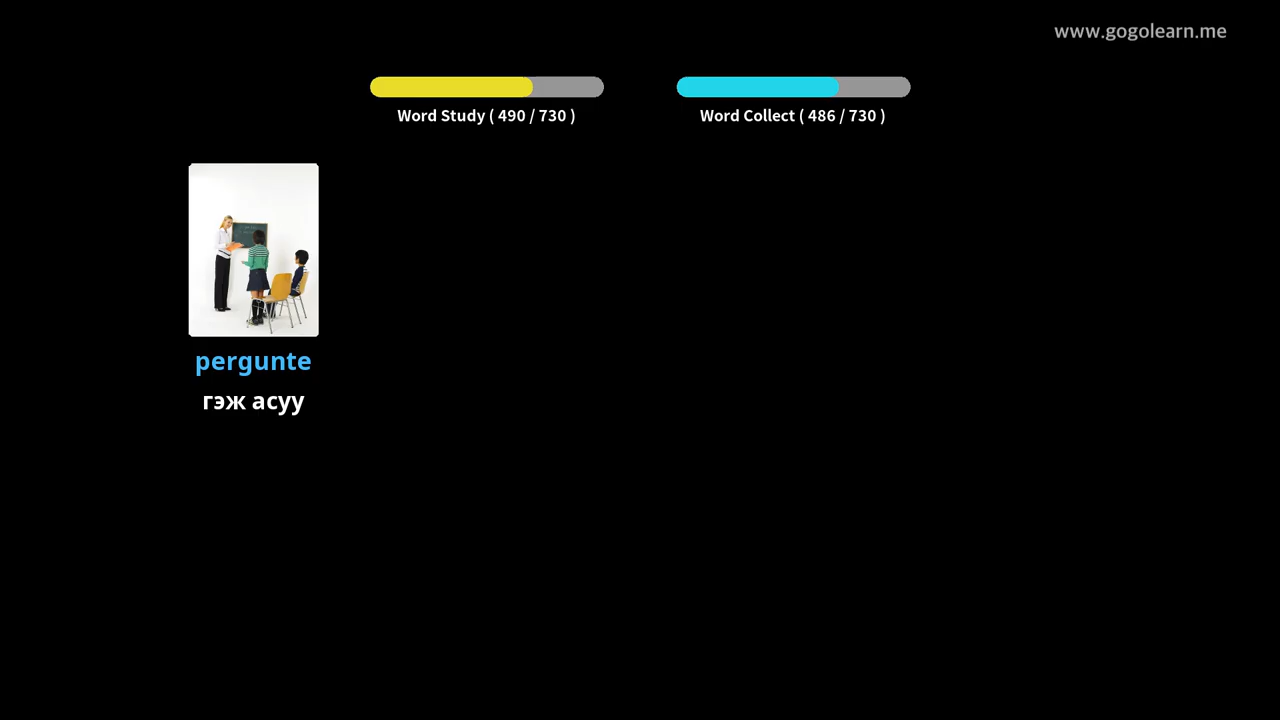 www.gogolearn.me
Word Study ( 490 / 730 )
Word Collect ( 486 / 730 )
pergunte
гэж асуу